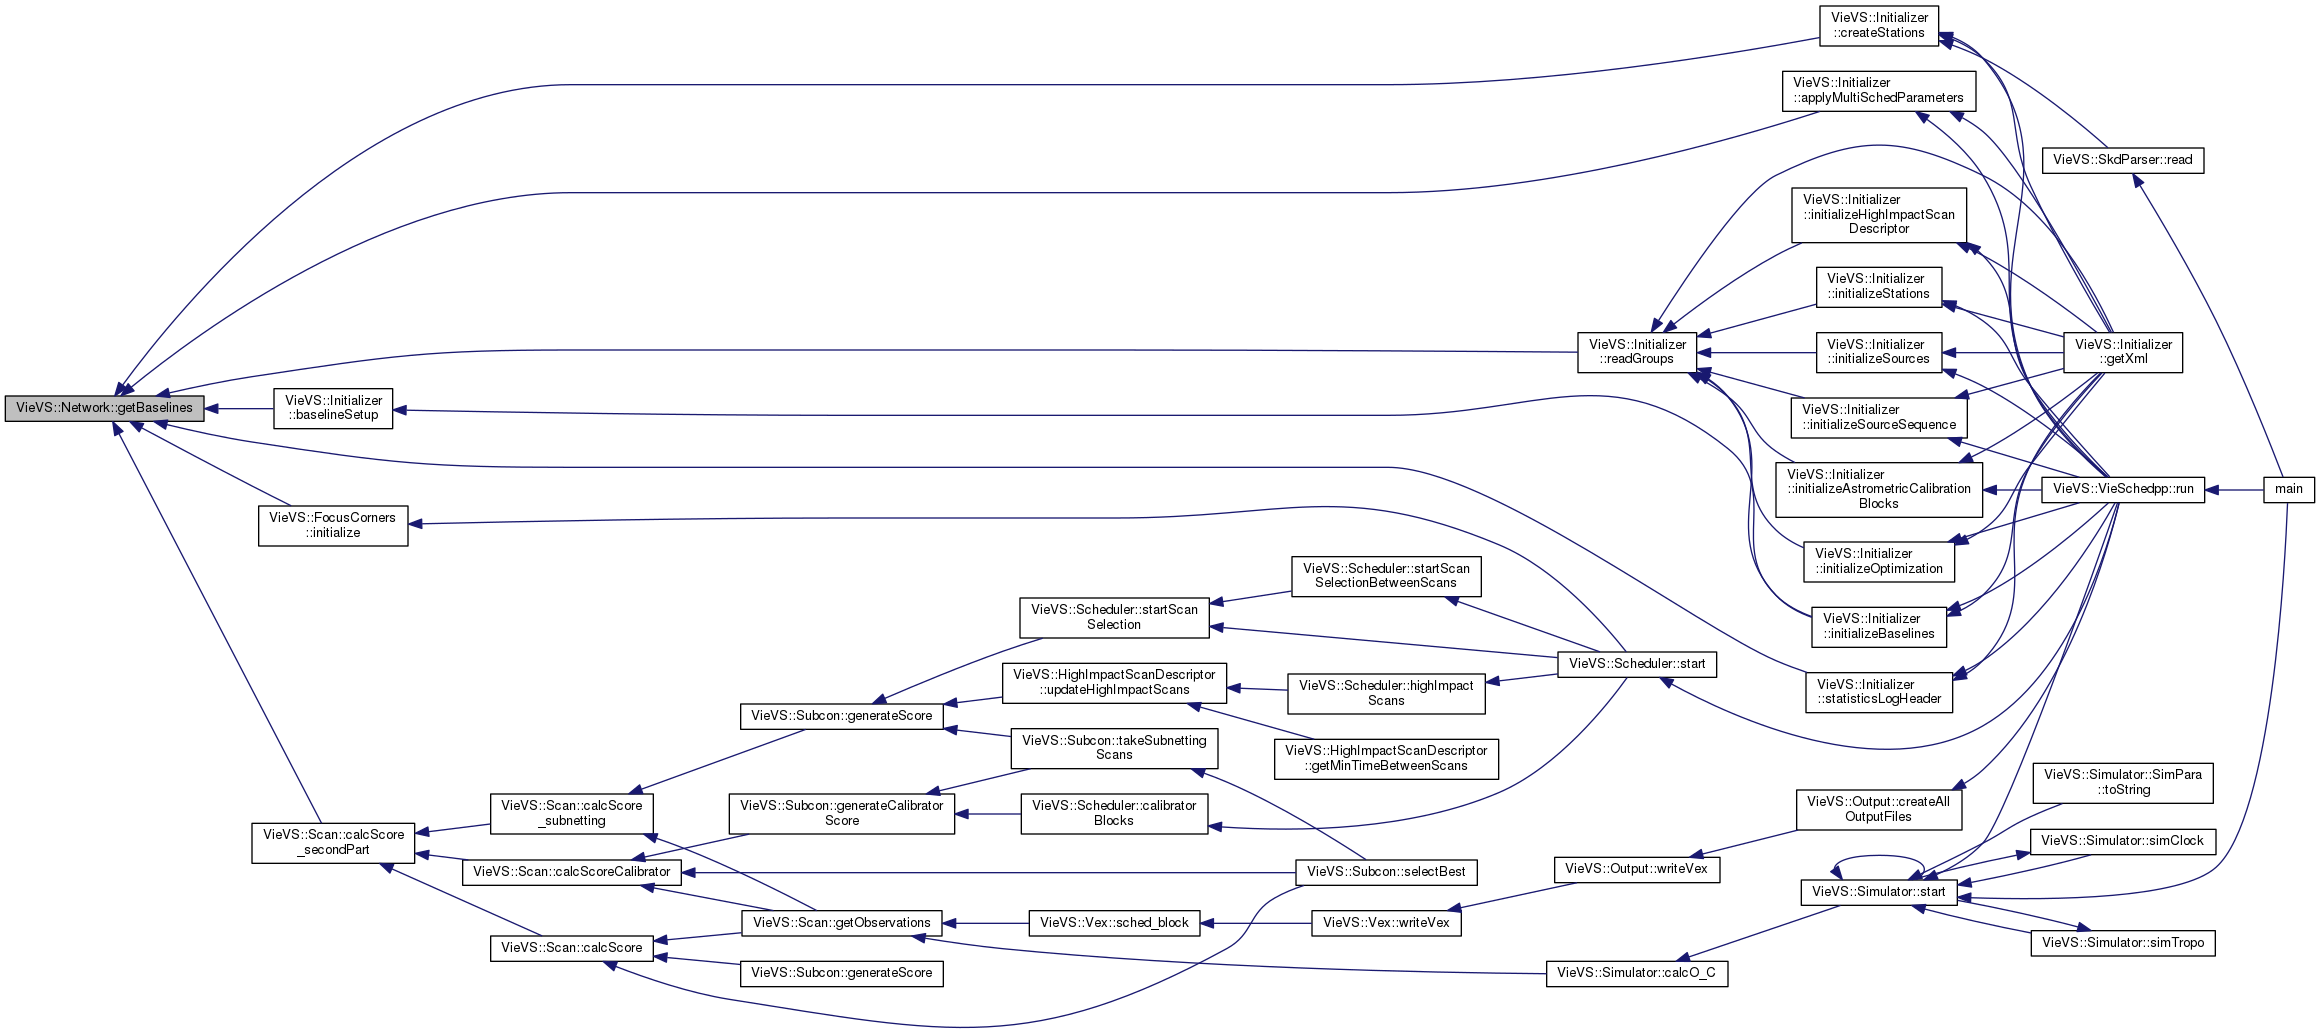 VieVS::Network::getBaselines
VieVS::Initializer
::createStations
VieVS::Initializer
::applyMultiSchedParameters
VieVS::SkdParser::read
VieVS::Initializer
::initializeHighImpactScan
Descriptor
VieVS::Initializer
::initializeStations
VieVS::Initializer
::readGroups
VieVS::Initializer
::initializeSources
VieVS::Initializer
::getXml
VieVS::Initializer
::baselineSetup
VieVS::Initializer
::initializeSourceSequence
VieVS::Initializer
::initializeAstrometricCalibration
Blocks
VieVS::VieSchedpp::run
main
VieVS::FocusCorners
::initialize
VieVS::Initializer
::initializeOptimization
VieVS::Scheduler::startScan
SelectionBetweenScans
VieVS::Scheduler::startScan
Selection
VieVS::Initializer
::initializeBaselines
VieVS::Scheduler::start
VieVS::HighImpactScanDescriptor
::updateHighImpactScans
VieVS::Scheduler::highImpact
Scans
VieVS::Initializer
::statisticsLogHeader
VieVS::Subcon::generateScore
VieVS::Subcon::takeSubnetting
Scans
VieVS::HighImpactScanDescriptor
::getMinTimeBetweenScans
VieVS::Simulator::SimPara
::toString
VieVS::Scan::calcScore
_subnetting
VieVS::Subcon::generateCalibrator
Score
VieVS::Scheduler::calibrator
Blocks
VieVS::Output::createAll
OutputFiles
VieVS::Scan::calcScore
_secondPart
VieVS::Simulator::simClock
VieVS::Scan::calcScoreCalibrator
VieVS::Subcon::selectBest
VieVS::Output::writeVex
VieVS::Simulator::start
VieVS::Scan::getObservations
VieVS::Vex::sched_block
VieVS::Vex::writeVex
VieVS::Scan::calcScore
VieVS::Simulator::simTropo
VieVS::Subcon::generateScore
VieVS::Simulator::calcO_C